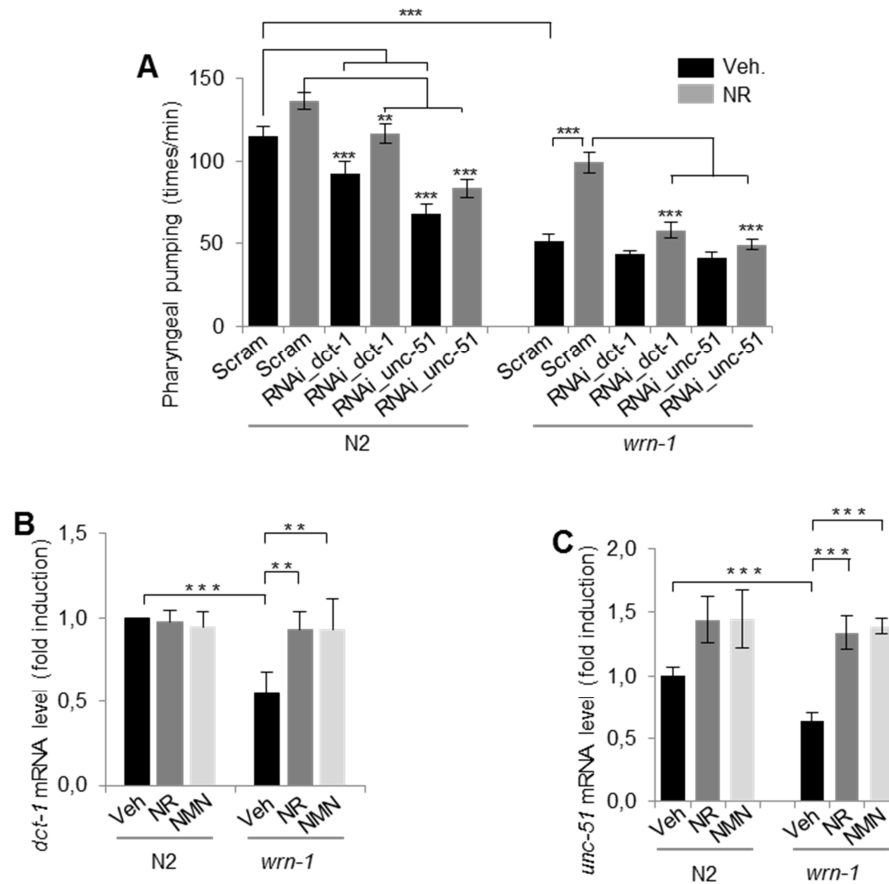 ***
A
Veh.
NR
Pharyngeal pumping (times/min)
150
100
50
0
***
**
***
***
***
***
***
Scram
Scram
RNAi_dct-1
RNAi_dct-1
RNAi_unc-51
RNAi_unc-51
Scram
Scram
RNAi_dct-1
RNAi_dct-1
RNAi_unc-51
RNAi_unc-51
N2
wrn-1
B
dct-1 mRNA level (fold induction)
1,5
1,0
0,5
0,0
***
**
**
Veh
NR
NMN
Veh
NR
NMN
N2
wrn-1
C
unc-51 mRNA level (fold induction)
2,0
1,5
1,0
0,5
0,0
***
***
***
Veh
NR
NMN
Veh
NR
NMN
N2
wrn-1